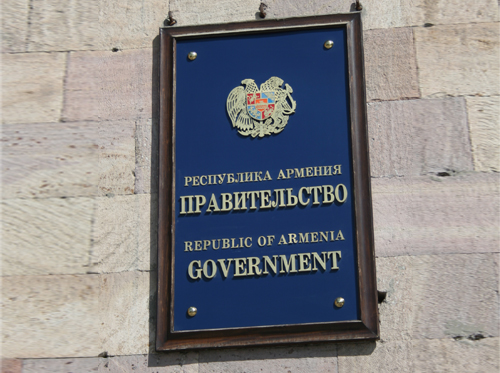 РЕСПУБЛИКА АРМЕНИЯ
ПРАВИТЕЛЬСТВО
REPUBLIC OF ARMENIA
GOVERNMENT